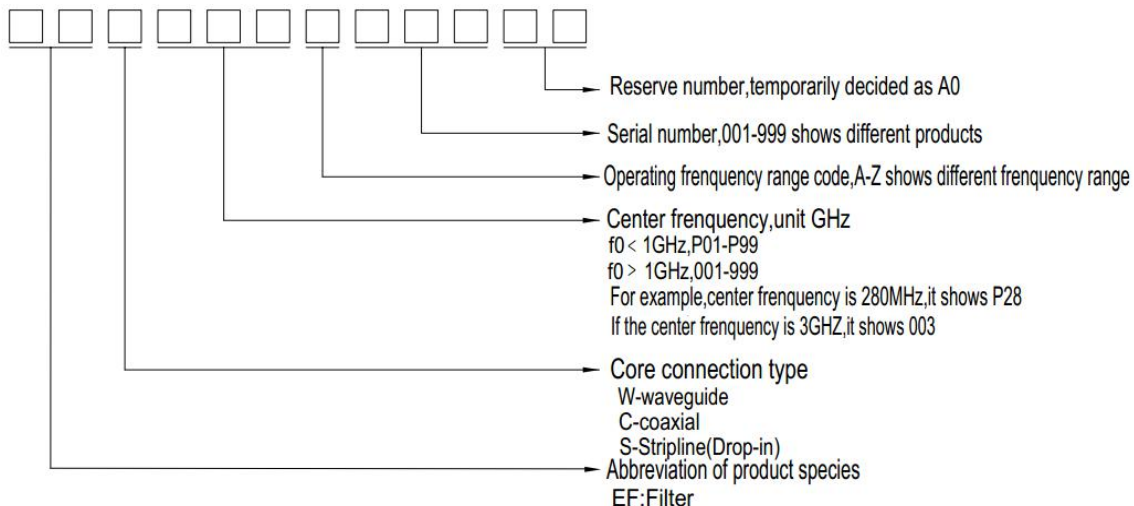 Reserve number,temporarily decided as A0
Serial number,001-999 shows different products
Operating frenquency range code,A-Z shows different frenquency range
Center frenquency,unit GHz
f0< 1GHz,P01-P99
f0> 1GHz,001-999
For example,center frenquency is 280MHz,it shows P28
If the center frenquency is 3GHZ,it shows 003
Core connection type
W-waveguide
C-coaxial
S-Stripline(Drop-in)
Abbreviation of product species
EF:Filter